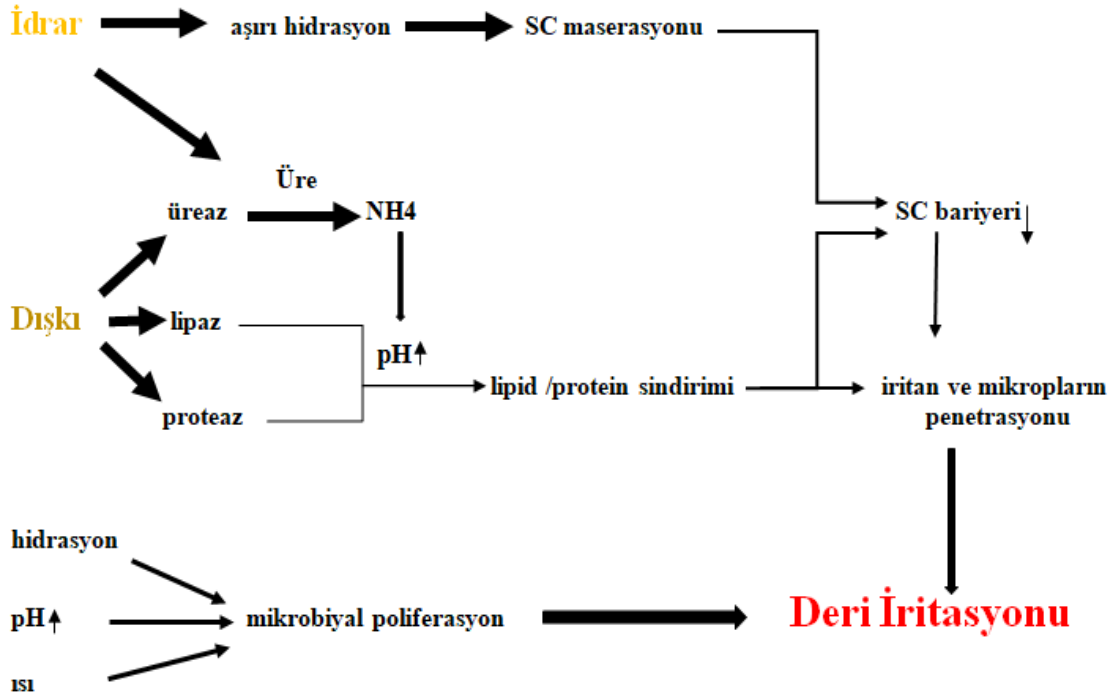 İdrar
aşırı hidrasyon
SC maserasyonu
Üre
üreaz
NH4
SC bariyeri
Dışkı
lipaz
pH
lipid /protein sindirimi
iritan ve mikropların
penetrasyonu
proteaz
hidrasyon
pH
mikrobiyal poliferasyon
Deri İritasyonu
ısı